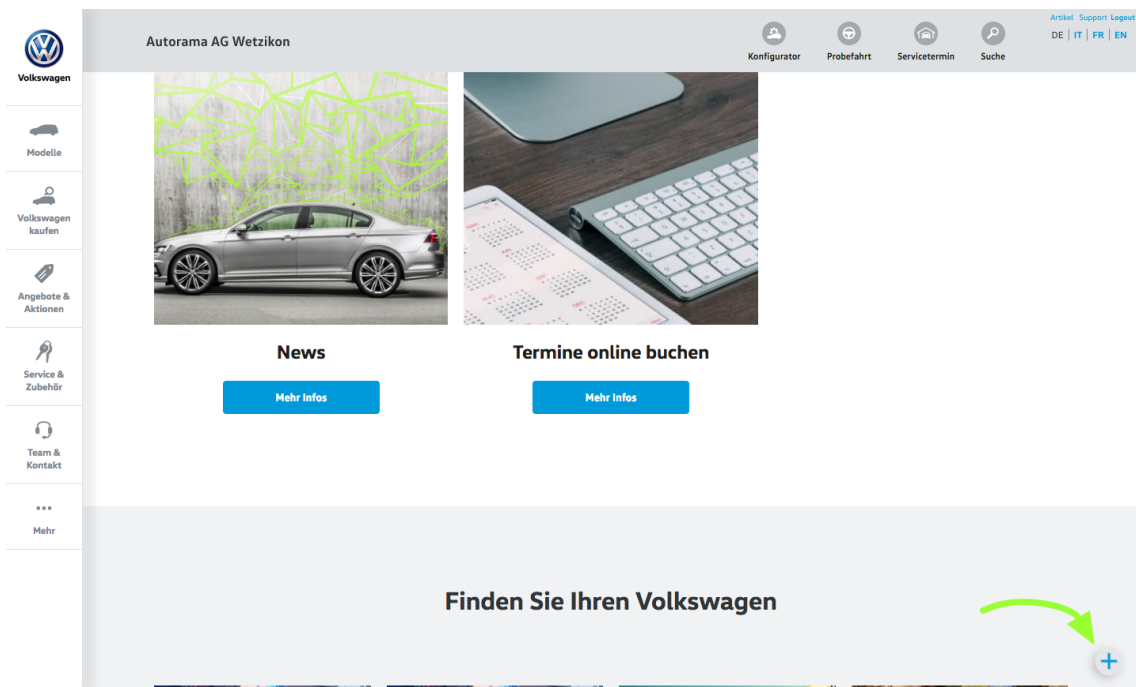 Artikel Support Logout
DE | IT | FR | EN
Autorama AG Wetzikon
Konfigurator
Probefahrt
Servicetermin
Suche
Volkswagen
Modelle
Volkswagen
kaufen
Angebote &
Aktionen
Service &
Zubehör
Team &
Kontakt
Mehr
News
Termine online buchen
Mehr Infos
Mehr Infos
Finden Sie Ihren Volkswagen